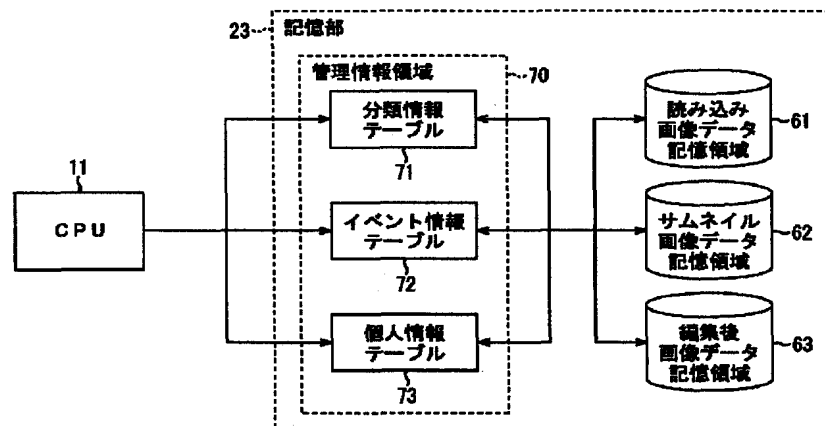 23
記憶部
管理情報領域
70
分類情報
テーブル
71
読み込み
画像データ
記憶領域
61
11
CPU
イベント情報
テーブル
72
サムネイル
画像データ
記憶領域
62
個人情報
テーブル
73
編集後
画像データ
記憶領域
63